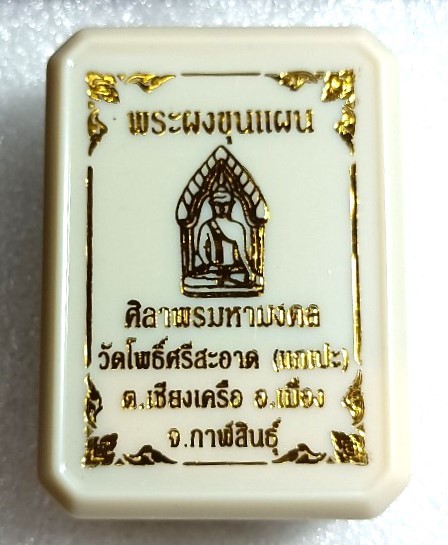 พระผงขุนแผน
ศิลาพรมหามงคล
วัดโพธิ์ศรีสะอาด (แกเปะ)
ต.เชียงเครือ อ.เมือง
จ.กาฬสินธุ์